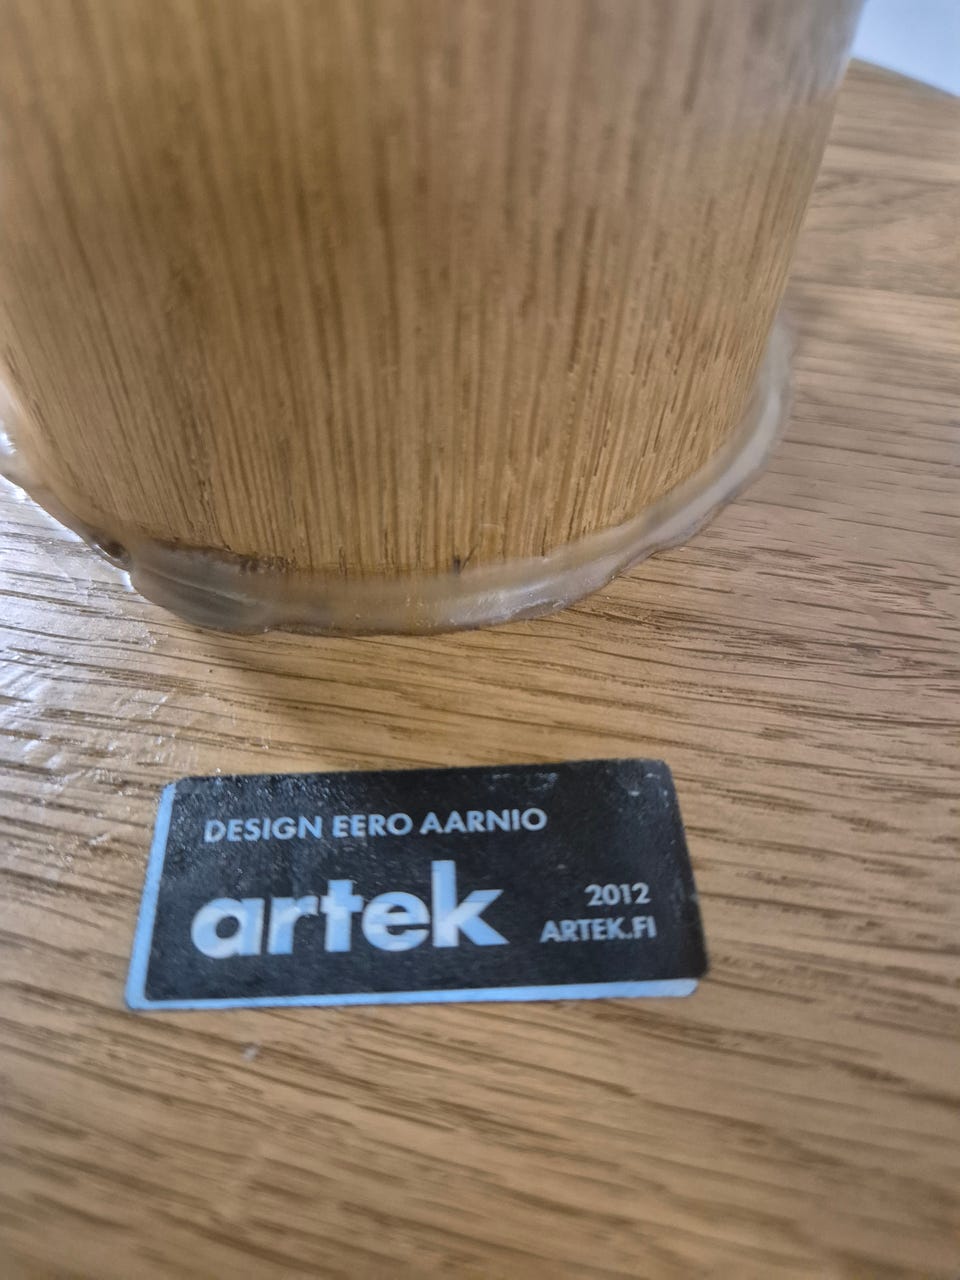 DESIGN EERO AARNIO
artek
2012
ARTEK.FI